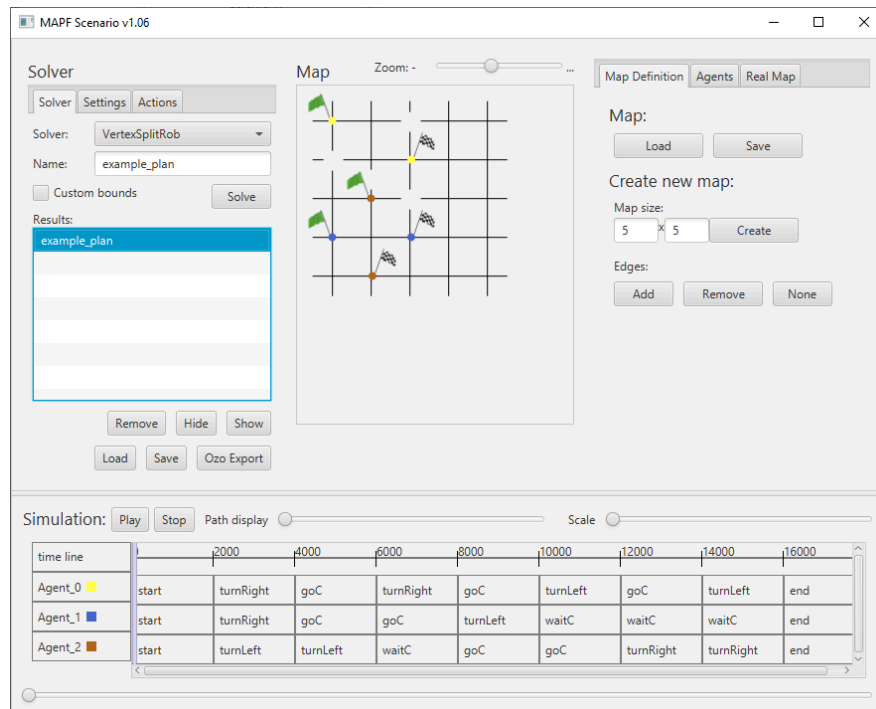 MAPF Scenario v1.06
Solver
Solver Settings Actions
Solver: VertexSplitRob
Name: example_plan
Custom bounds Solve
Results:
example_plan
Remove Hide Show
Load Save Ozo Export
Map Zoom: - ...
Map Definition Agents Real Map
Map:
Load Save
Create new map:
Map size:
5 x 5 Create
Edges:
Add Remove None
Simulation: Play Stop Path display Scale
time line 0 2000 4000 6000 8000 10000 12000 14000 16000
Agent_0 start turnRight goC turnRight goC turnLeft goC turnLeft end
Agent_1 start turnRight goC goC turnLeft waitC waitC waitC end
Agent_2 start turnLeft turnLeft waitC goC goC turnRight turnRight end